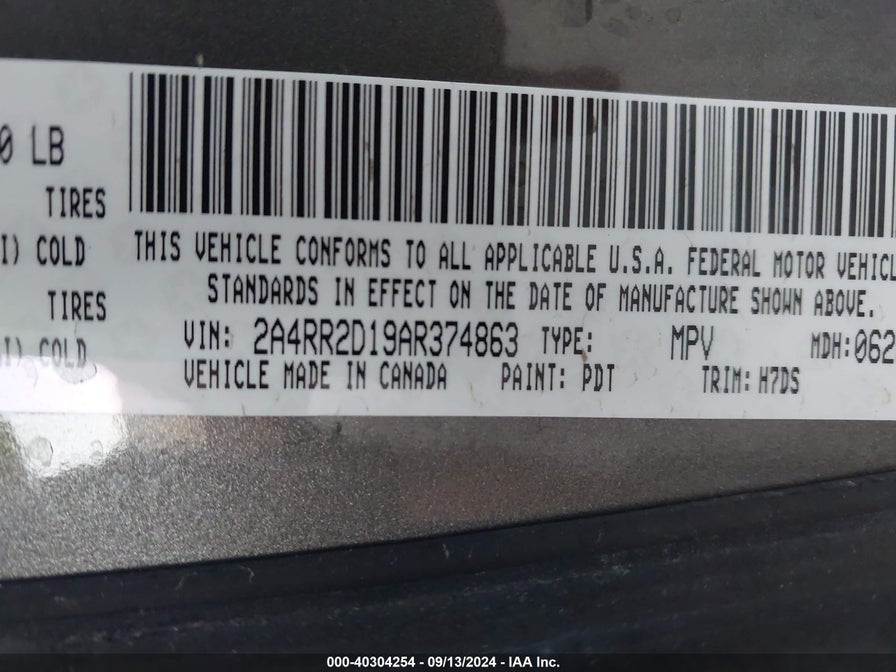 0 LB
TIRES
I) COLD
TIRES
I) COLD
THIS VEHICLE CONFORMS TO ALL APPLICABLE U.S.A. FEDERAL MOTOR VEHICL
STANDARDS IN EFFECT ON THE DATE OF MANUFACTURE SHOWN ABOVE.
VIN: 2A4RR2D19AR374863 TYPE: MPV MDH:062
VEHICLE MADE IN CANADA PAINT: PDT TRIM: H7DS
000-40304254 - 09/13/2024 - IAA Inc.